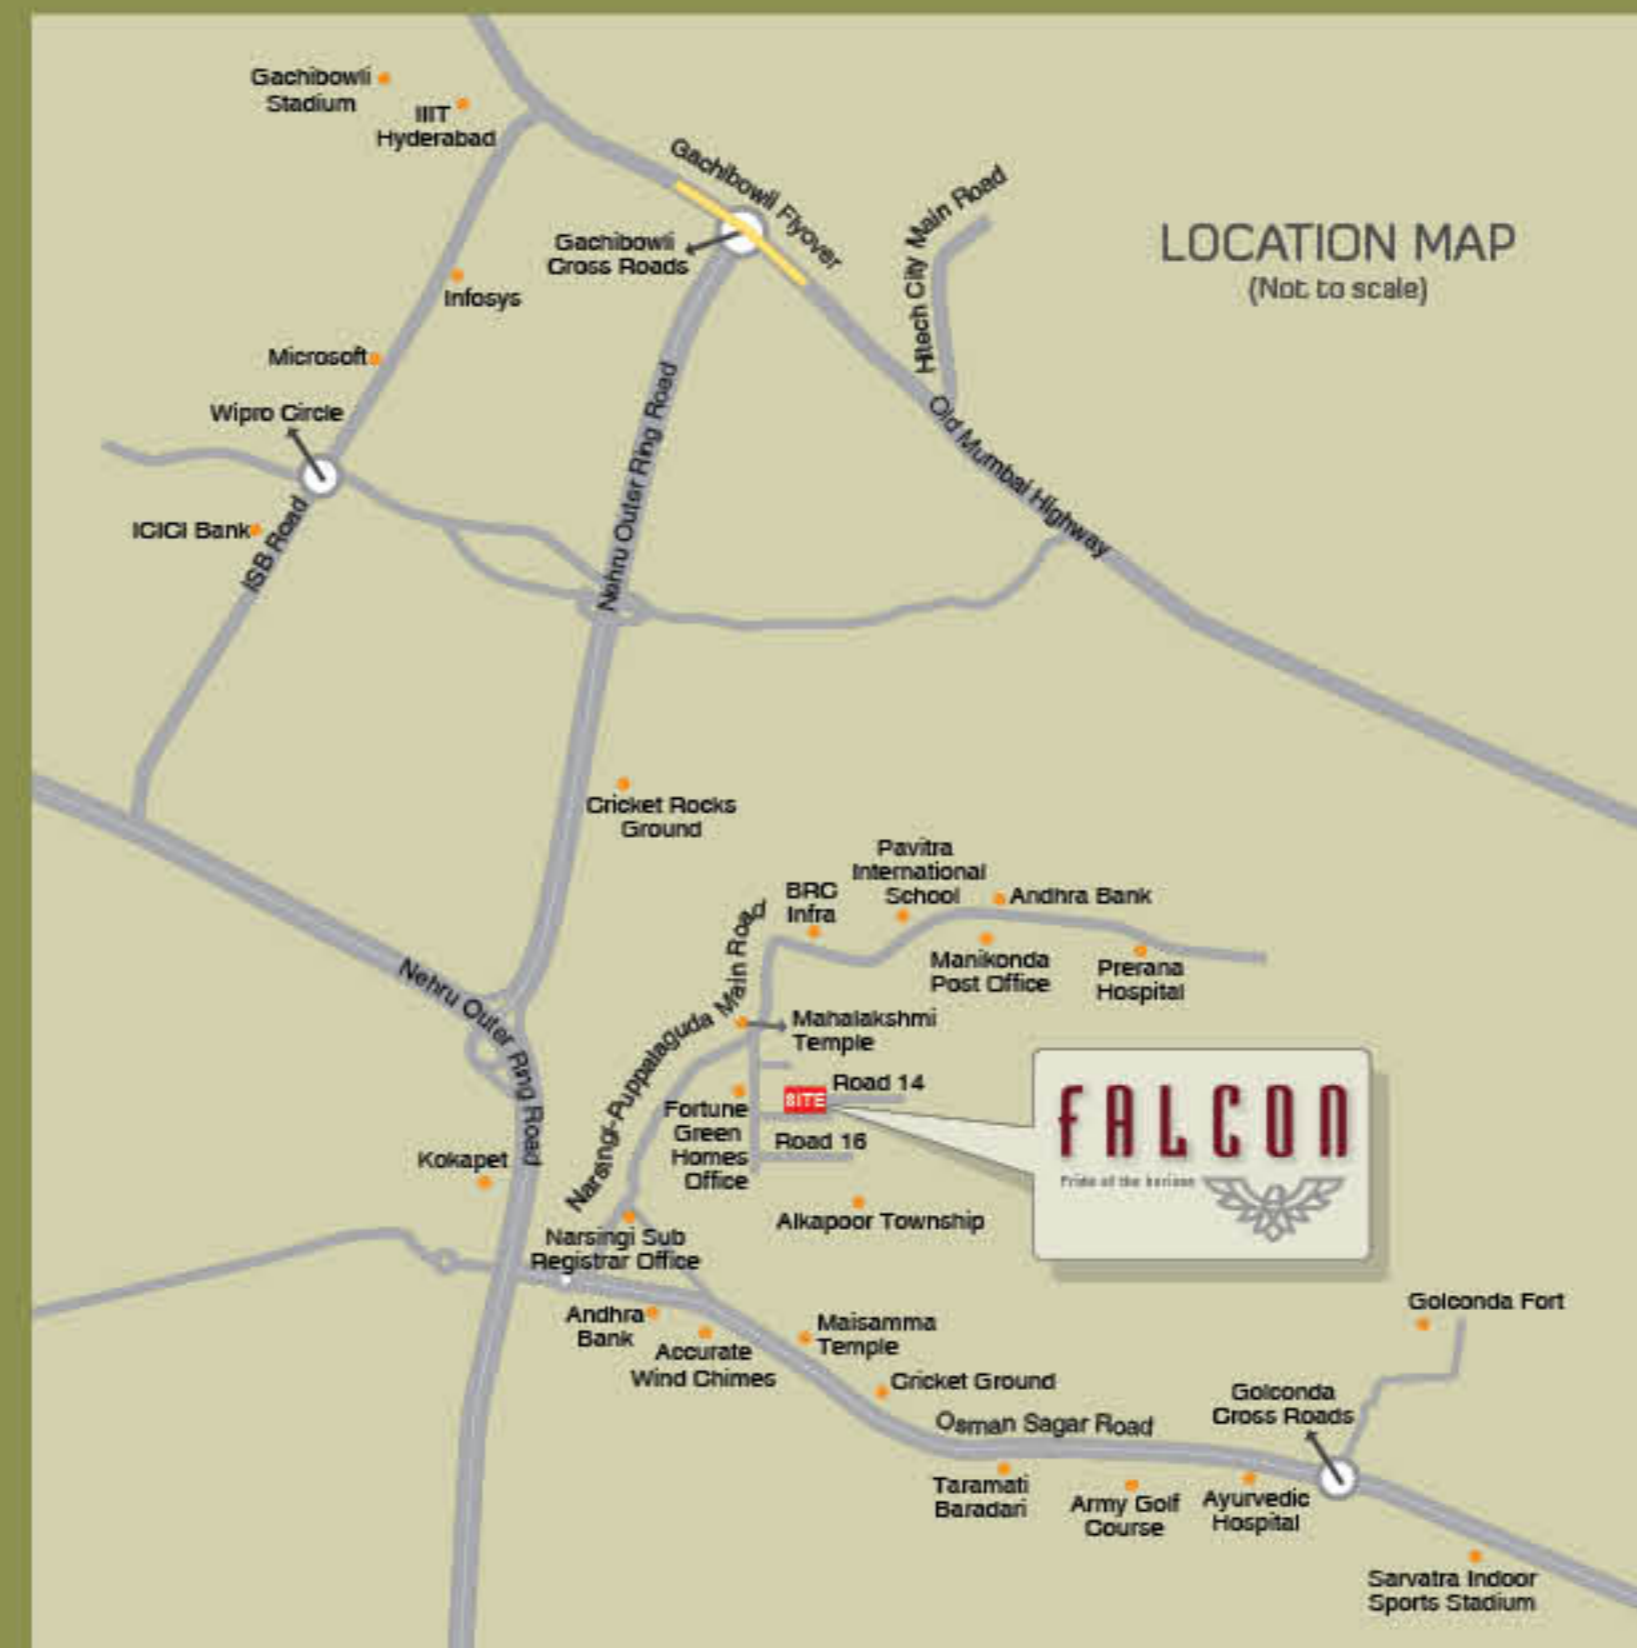 Gachibowli
Stadium
IIIT
Hyderabad
Gachibowli Flyover
Hitech City Main Road
LOCATION MAP
(Not to scale)
Gachibowli
Cross Roads
Infosys
Microsoft
Wipro Circle
Nehru Outer Ring Road
Old Mumbai Highway
ICICI Bank
ISB Road
Cricket Rocks
Ground
Pavitra
International
School
BRC
Infra
Andhra Bank
Manikonda
Post Office
Prerana
Hospital
Nehru Outer Ring Road
Narsingi-Puppalaguda Main Road
Mahalakshmi
Temple
SITE
Road 14
Fortune
Green
Homes
Office
Road 16
FALCON
Pride of the horizon
Kokapet
Alkapoor Township
Narsingi Sub
Registrar Office
Andhra
Bank
Accurate
Wind Chimes
Maisamma
Temple
Cricket Ground
Osman Sagar Road
Golconda Fort
Golconda
Cross Roads
Taramati
Baradari
Army Golf
Course
Ayurvedic
Hospital
Sarvatra Indoor
Sports Stadium